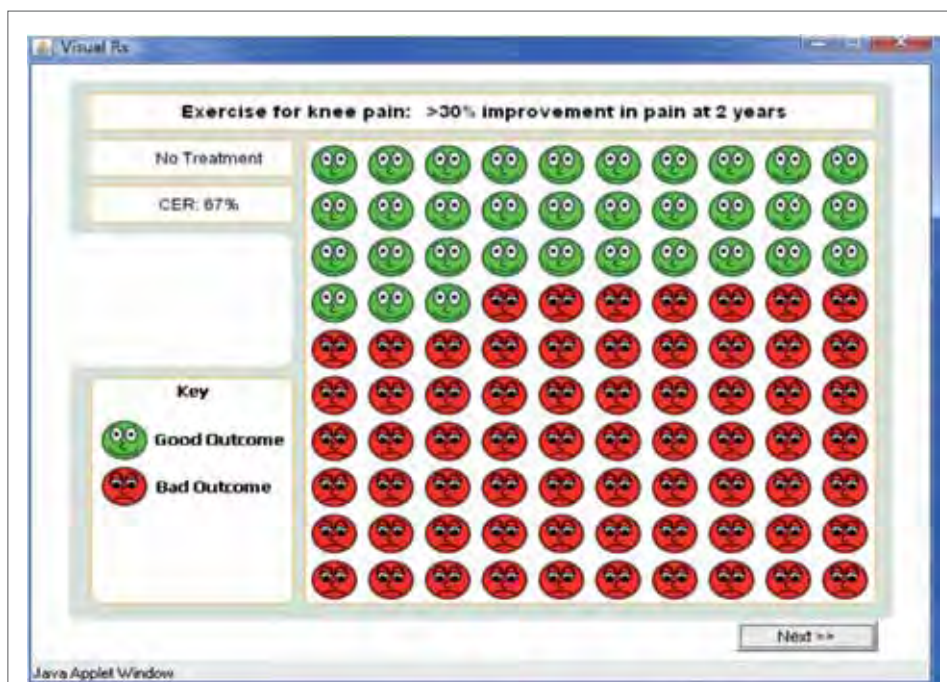 Visual Rx
Exercise for knee pain: >30% improvement in pain at 2 years
No Treatment
CER: 67%
Key
Good Outcome
Bad Outcome
Next >>
Java Applet Window